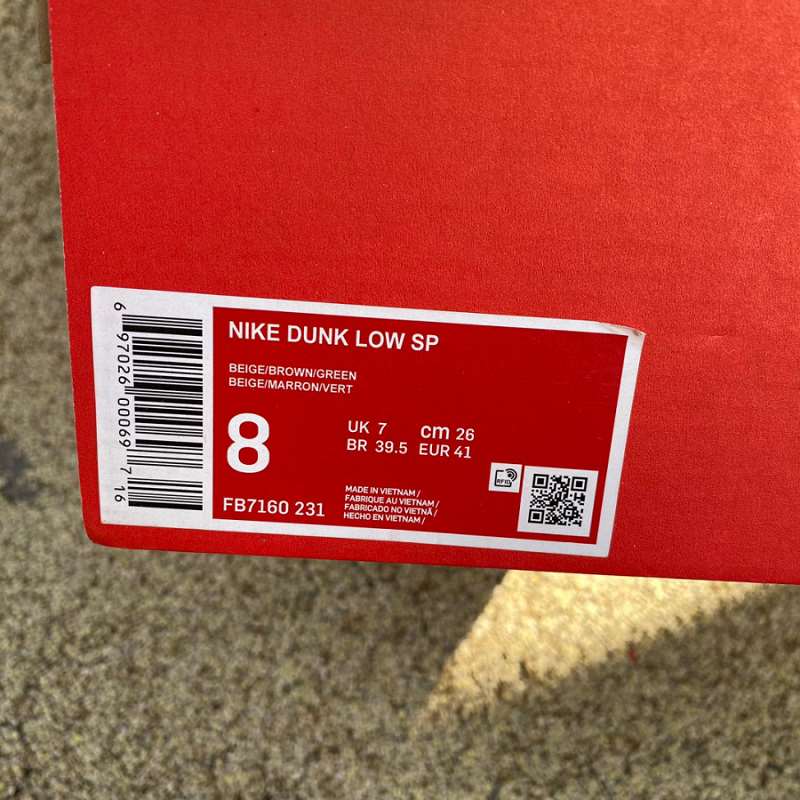 NIKE DUNK LOW SP
BEIGE/BROWN/GREEN
BEIGE/MARRON/VERT
8
UK 7 cm 26
BR 39.5 EUR 41
FB7160 231
MADE IN VIETNAM /
FABRIQUE AU VIETNAM /
FABRICADO NO VIETNÃ /
HECHO EN VIETNAM /
RFID
6 97026 00069 7 16